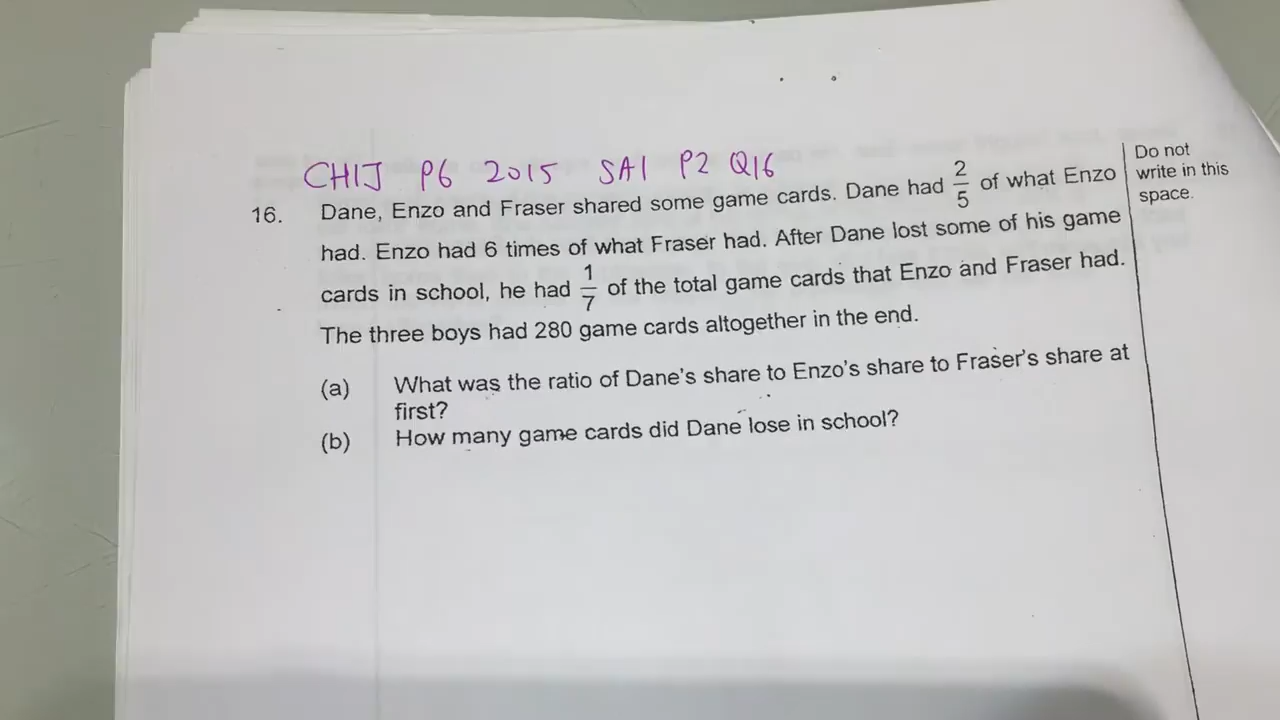 CHIJ P6 2015 SA1 P2 Q16
Do not
write in this
space.
16. Dane, Enzo and Fraser shared some game cards. Dane had 2/5 of what Enzo
had. Enzo had 6 times of what Fraser had. After Dane lost some of his game
cards in school, he had 1/7 of the total game cards that Enzo and Fraser had.
The three boys had 280 game cards altogether in the end.
(a) What was the ratio of Dane's share to Enzo's share to Fraser's share at
first?
(b) How many game cards did Dane lose in school?